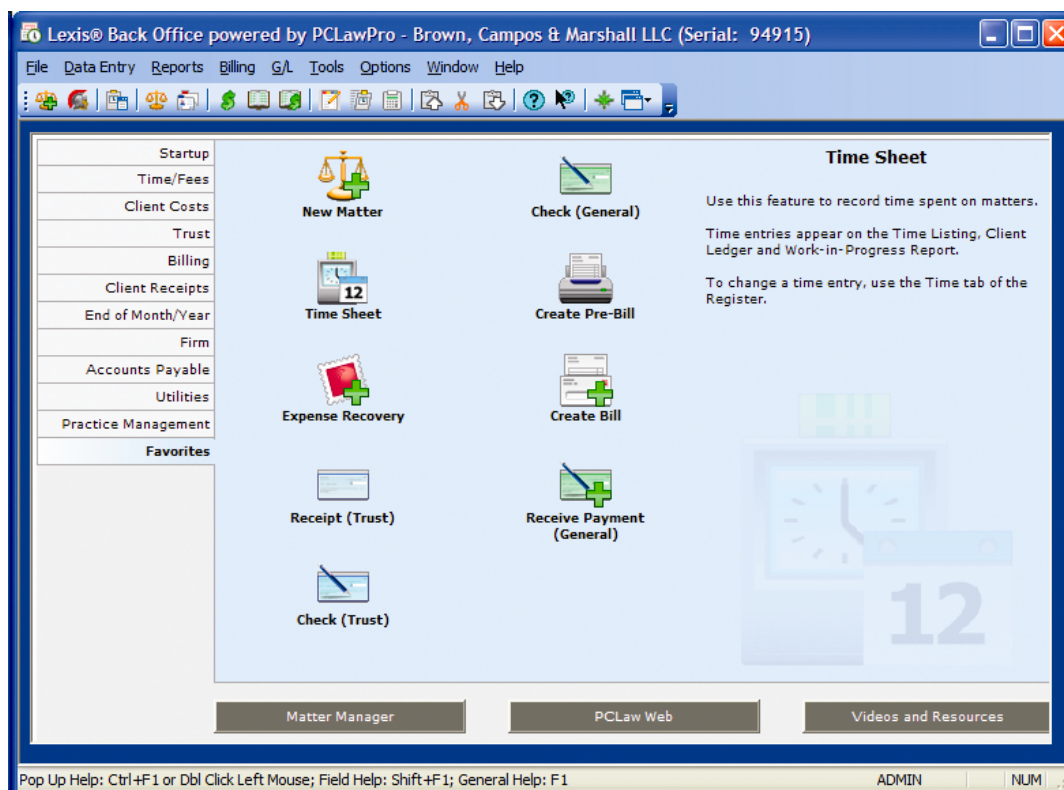 Lexis® Back Office powered by PCLawPro - Brown, Campos & Marshall LLC (Serial: 94915)
File Data Entry Reports Billing G/L Tools Options Window Help
Startup
Time/Fees
Client Costs
Trust
Billing
Client Receipts
End of Month/Year
Firm
Accounts Payable
Utilities
Practice Management
Favorites
New Matter
Check (General)
12
Time Sheet
Create Pre-Bill
Expense Recovery
Create Bill
Receipt (Trust)
Receive Payment
(General)
Check (Trust)
Time Sheet
Use this feature to record time spent on matters.
Time entries appear on the Time Listing, Client
Ledger and Work-in-Progress Report.
To change a time entry, use the Time tab of the
Register.
12
Matter Manager
PCLaw Web
Videos and Resources
Pop Up Help: Ctrl+F1 or Dbl Click Left Mouse; Field Help: Shift+F1; General Help: F1
ADMIN
NUM